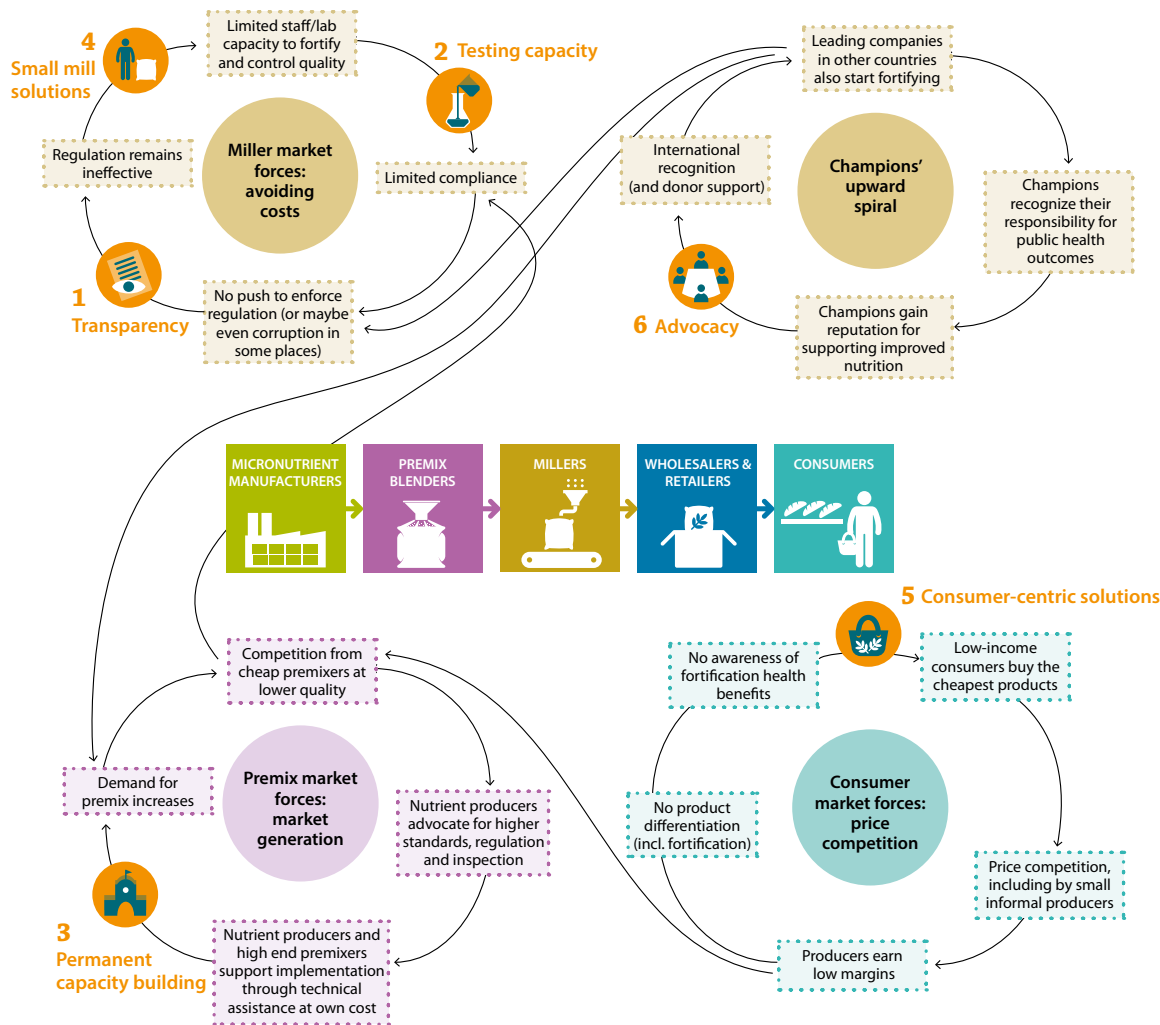 4
Small mill
solutions
Limited staff/lab
capacity to fortify
and control quality
2 Testing capacity
Regulation remains
ineffective
Miller market
forces:
avoiding
costs
Limited compliance
1
Transparency
No push to enforce
regulation (or maybe
even corruption in
some places)
Leading companies
in other countries
also start fortifying
International
recognition
(and donor support)
Champions’
upward
spiral
Champions
recognize their
responsibility for
public health
outcomes
6 Advocacy
Champions gain
reputation for
supporting improved
nutrition
MICRONUTRIENT
MANUFACTURERS
PREMIX
BLENDERS
MILLERS
WHOLESALERS &
RETAILERS
CONSUMERS
Competition from
cheap premixers at
lower quality
Demand for
premix increases
Premix market
forces:
market
generation
Nutrient producers
advocate for higher
standards, regulation
and inspection
3
Permanent
capacity building
Nutrient producers and
high end premixers
support implementation
through technical
assistance at own cost
5 Consumer-centric solutions
No awareness of
fortification health
benefits
Low-income
consumers buy the
cheapest products
No product
differentiation
(incl. fortification)
Consumer
market forces:
price
competition
Price competition,
including by small
informal producers
Producers earn
low margins